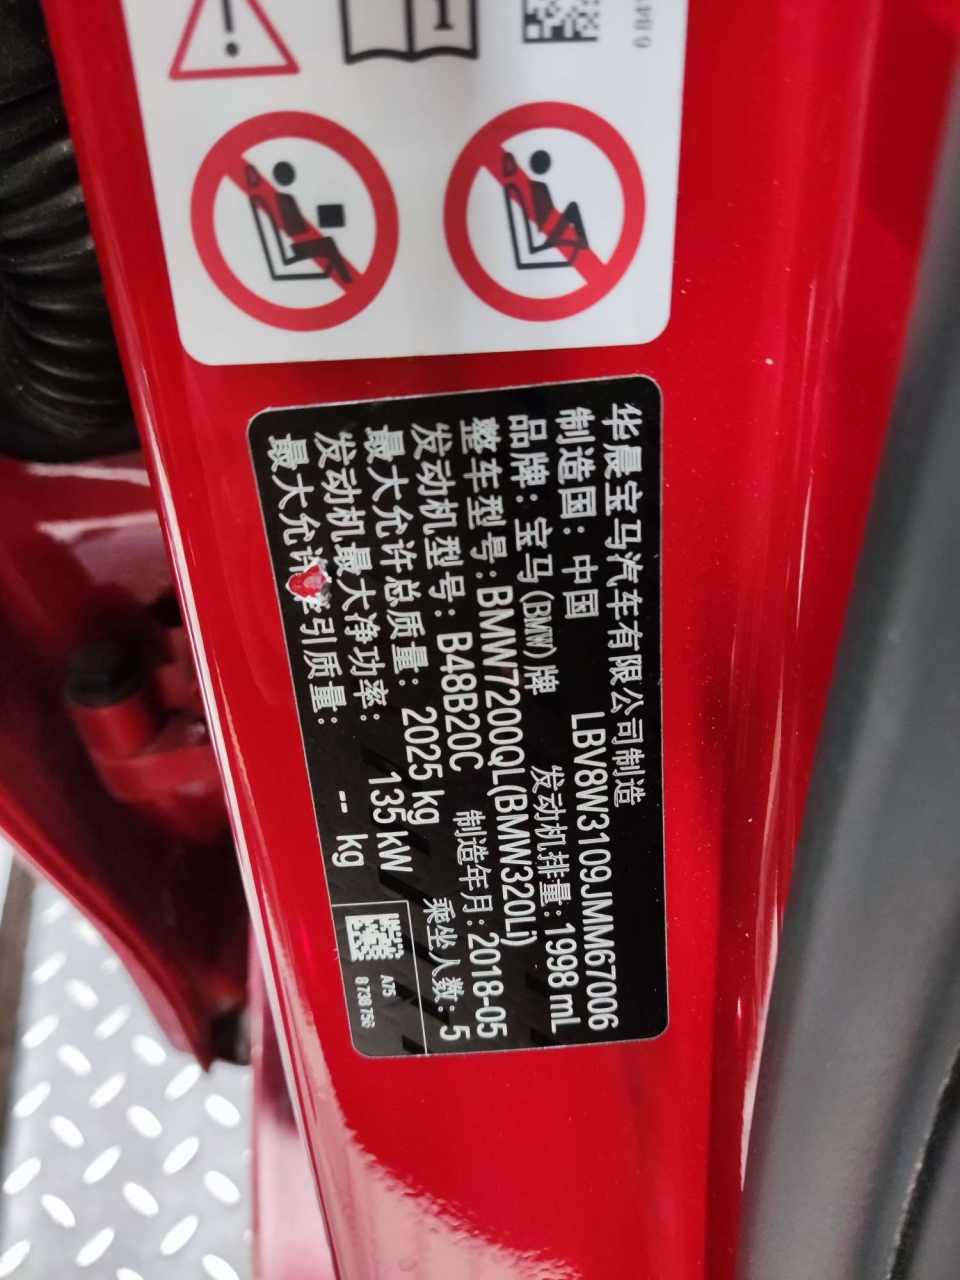 华晨宝马汽车有限公司制造
制造国：中国 LBV8W3109JMM67006
品牌：宝马(BMW)牌 发动机排量：1998 mL
整车型号：BMW7200QL(BMW320Li)
发动机型号：B48B20C 制造年月：2018-05
最大允许总质量：2025 kg 乘坐人数：5
发动机最大净功率：135 kW
最大允许牵引质量：-- kg
A75
8 738 756